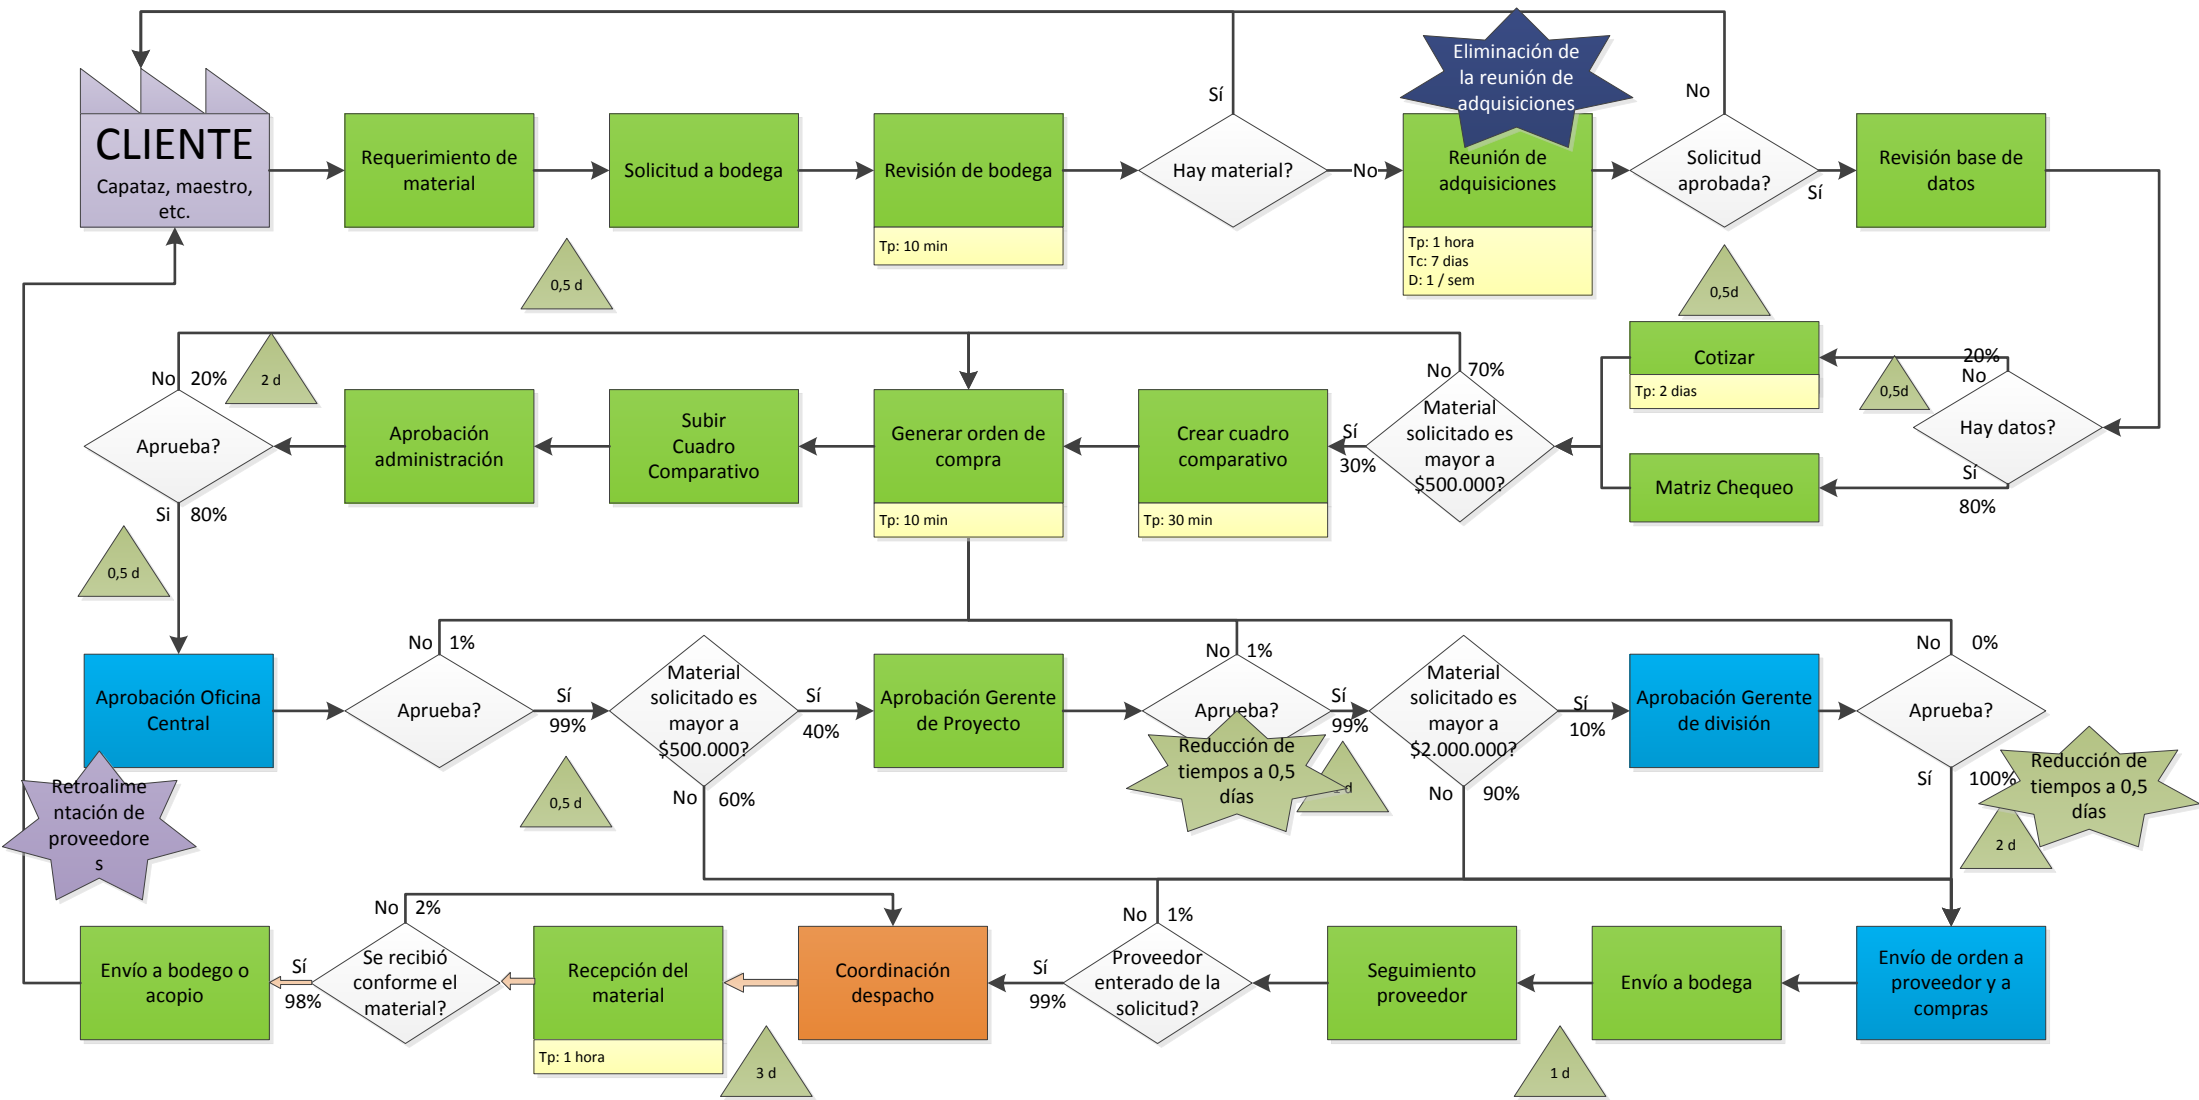 Eliminación de
la reunión de
adquisiciones
Sí
No
CLIENTE
Capataz, maestro,
etc.
Requerimiento de
material
Solicitud a bodega
Revisión de bodega
Tp: 10 min
Hay material?
No
Reunión de
adquisiciones
Tp: 1 hora
Tc: 7 dias
D: 1 / sem
Solicitud
aprobada?
Sí
Revisión base de
datos
0,5 d
0,5d
No
20%
2 d
Aprueba?
Si
80%
Aprobación
administración
Subir
Cuadro
Comparativo
Generar orden de
compra
Tp: 10 min
Crear cuadro
comparativo
Tp: 30 min
Sí
30%
No
70%
Material
solicitado es
mayor a
$500.000?
Cotizar
Tp: 2 dias
Matriz Chequeo
0,5d
20%
No
Hay datos?
Sí
80%
0,5 d
Aprobación Oficina
Central
No
1%
Aprueba?
Sí
99%
Material
solicitado es
mayor a
$500.000?
Sí
40%
No
60%
Aprobación Gerente
de Proyecto
No
1%
Aprueba?
Sí
99%
Material
solicitado es
mayor a
$2.000.000?
Sí
10%
No
90%
Aprobación Gerente
de división
No
0%
Aprueba?
Sí
100%
Retroalime
ntación de
proveedore
s
0,5 d
Reducción de
tiempos a 0,5
días
d
Reducción de
tiempos a 0,5
días
2 d
Envío a bodego o
acopio
Sí
98%
No
2%
Se recibió
conforme el
material?
Recepción del
material
Tp: 1 hora
3 d
Coordinación
despacho
Sí
99%
No
1%
Proveedor
enterado de la
solicitud?
Seguimiento
proveedor
1 d
Envío a bodega
Envío de orden a
proveedor y a
compras